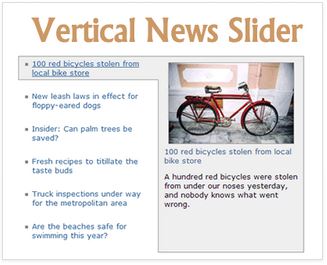 Vertical News Slider
100 red bicycles stolen from
local bike store
New leash laws in effect for
floppy-eared dogs
Insider: Can palm trees be
saved?
Fresh recipes to titillate the
taste buds
Truck inspections under way
for the metropolitan area
Are the beaches safe for
swimming this year?
100 red bicycles stolen from local
bike store
A hundred red bicycles were stolen
from under our noses yesterday,
and nobody knows what went
wrong.